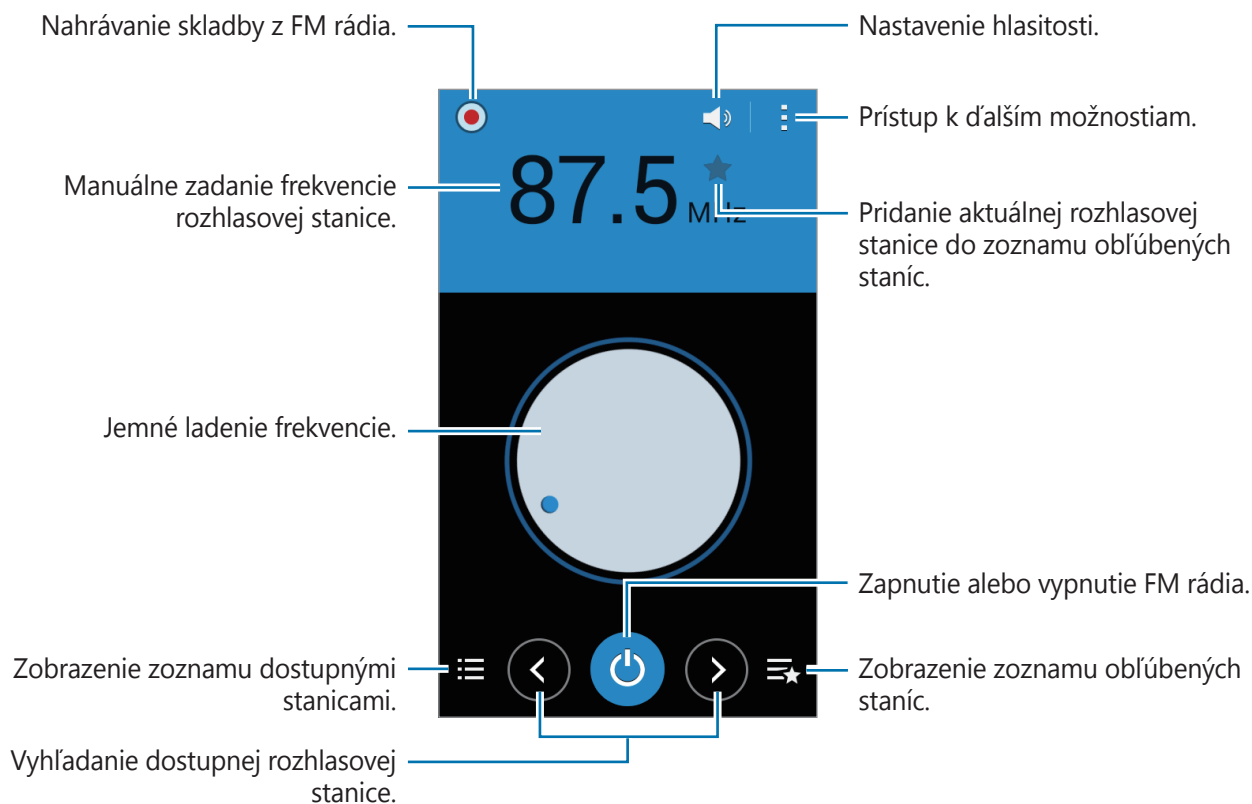 Nahrávanie skladby z FM rádia.
Nastavenie hlasitosti.
Prístup k ďalším možnostiam.
Manuálne zadanie frekvencie
rozhlasovej stanice.
87.5 MHz
Pridanie aktuálnej rozhlasovej
stanice do zoznamu obľúbených
staníc.
Jemné ladenie frekvencie.
Zapnutie alebo vypnutie FM rádia.
Zobrazenie zoznamu dostupnými
stanicami.
Zobrazenie zoznamu obľúbených
staníc.
Vyhľadanie dostupnej rozhlasovej
stanice.